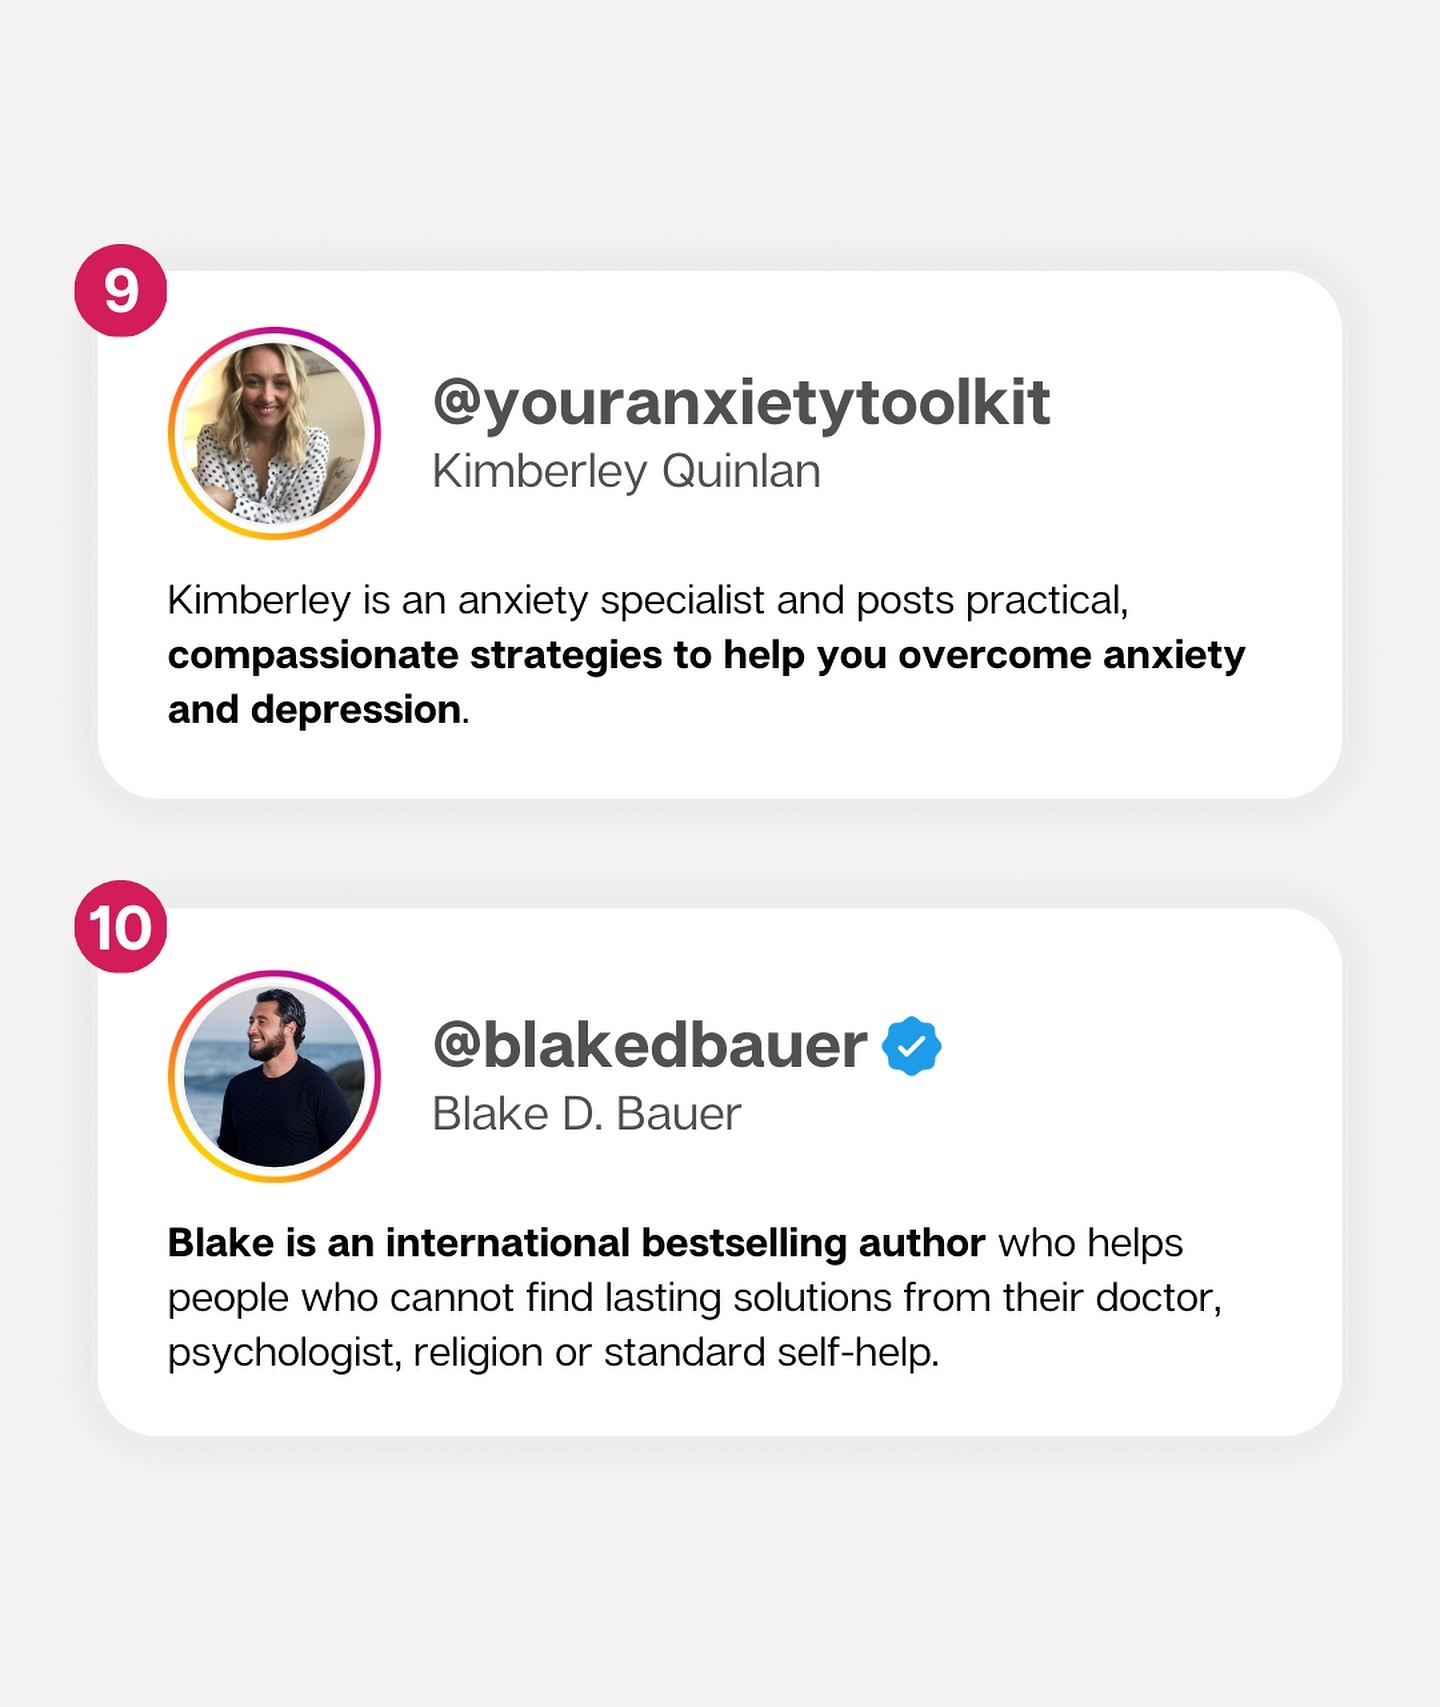 9
@youranxietytoolkit
Kimberley Quinlan
Kimberley is an anxiety specialist and posts practical,
compassionate strategies to help you overcome anxiety
and depression.
10
@blakedbauer
Blake D. Bauer
Blake is an international bestselling author who helps
people who cannot find lasting solutions from their doctor,
psychologist, religion or standard self-help.